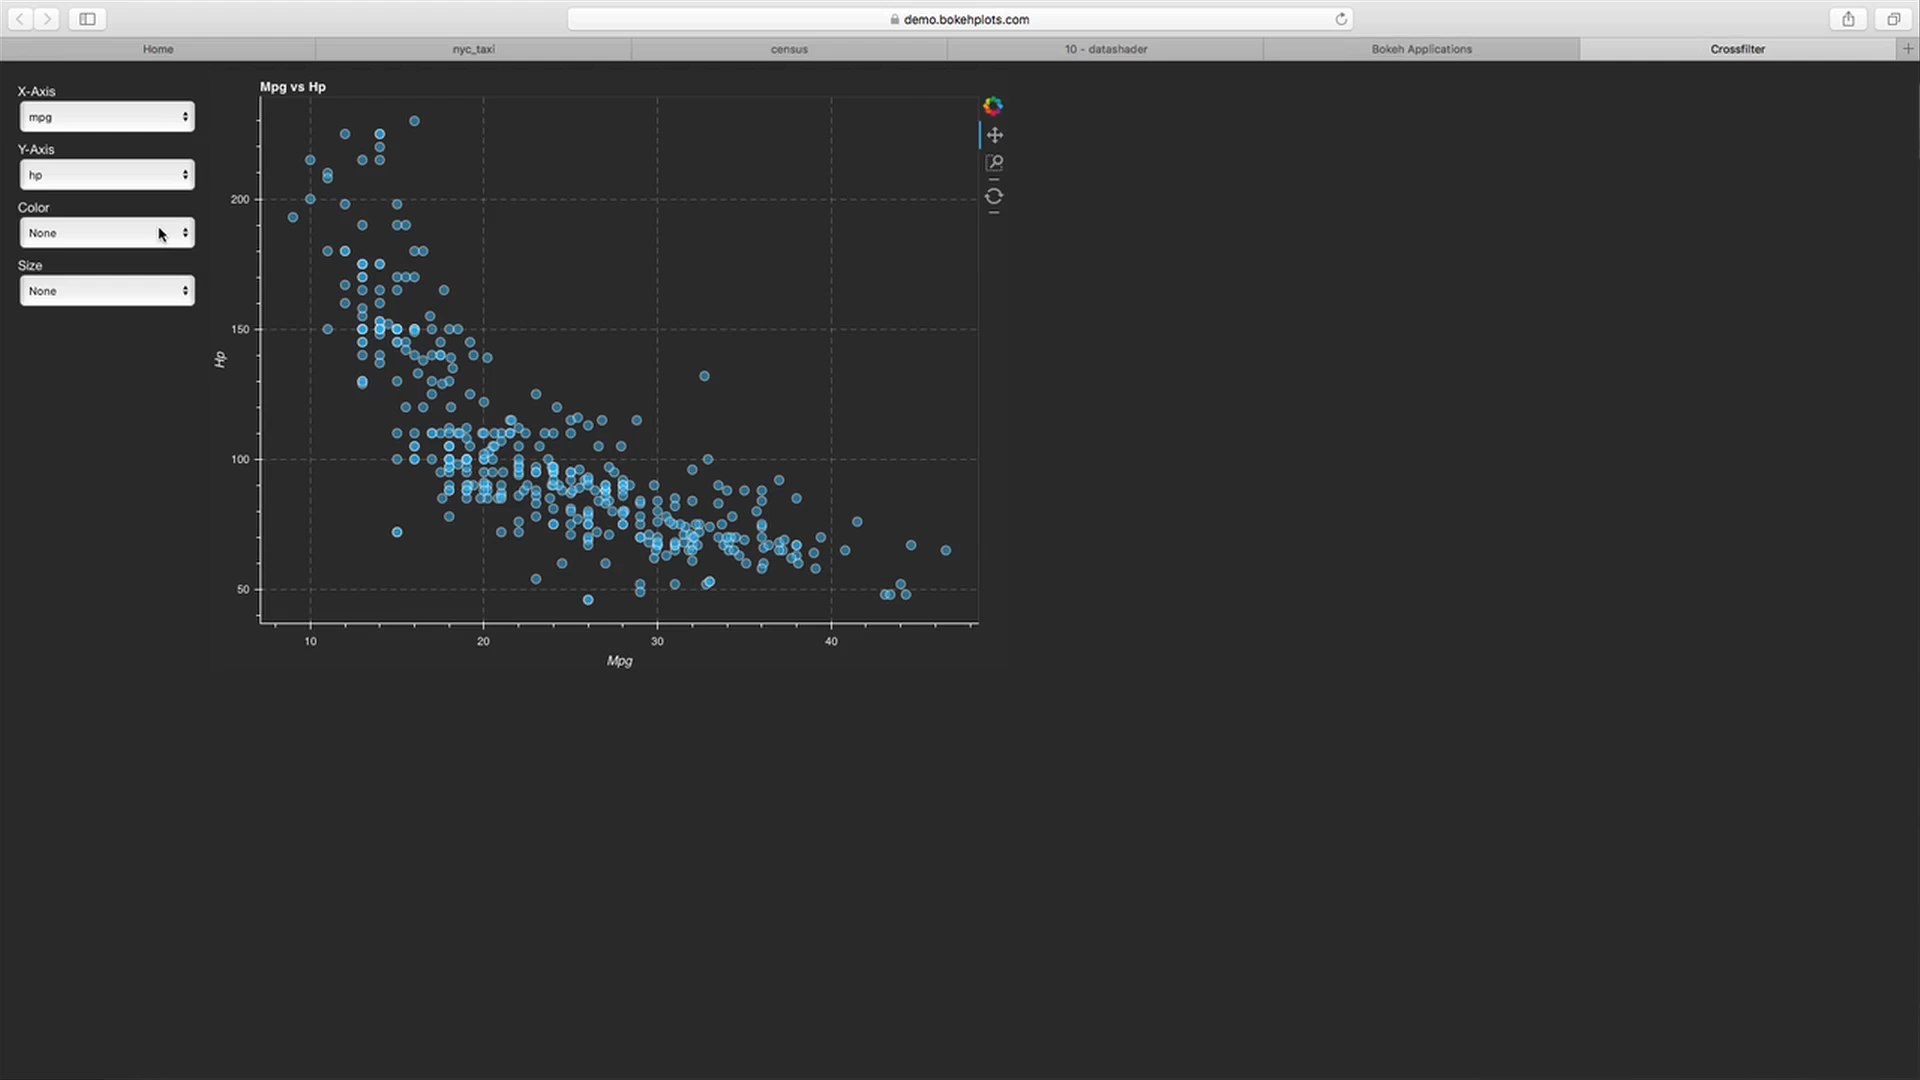 demo.bokehplots.com
Home
nyc_taxi
census
10 - datashader
Bokeh Applications
Crossfilter
X-Axis
mpg
Y-Axis
hp
Color
None
Size
None
Mpg vs Hp
200
150
100
50
Hp
10
20
30
40
Mpg